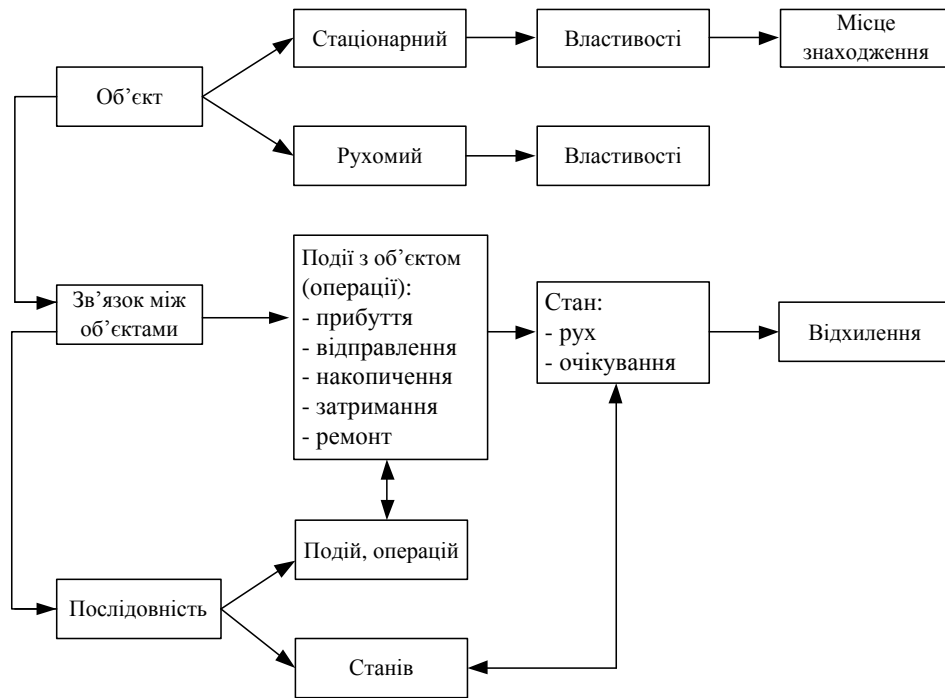 Стаціонарний
Властивості
Місце
знаходження
Об’єкт
Рухомий
Властивості
Зв’язок між
об’єктами
Події з об’єктом
(операції):
- прибуття
- відправлення
- накопичення
- затримання
- ремонт
Стан:
- рух
- очікування
Відхилення
Подій, операцій
Послідовність
Станів